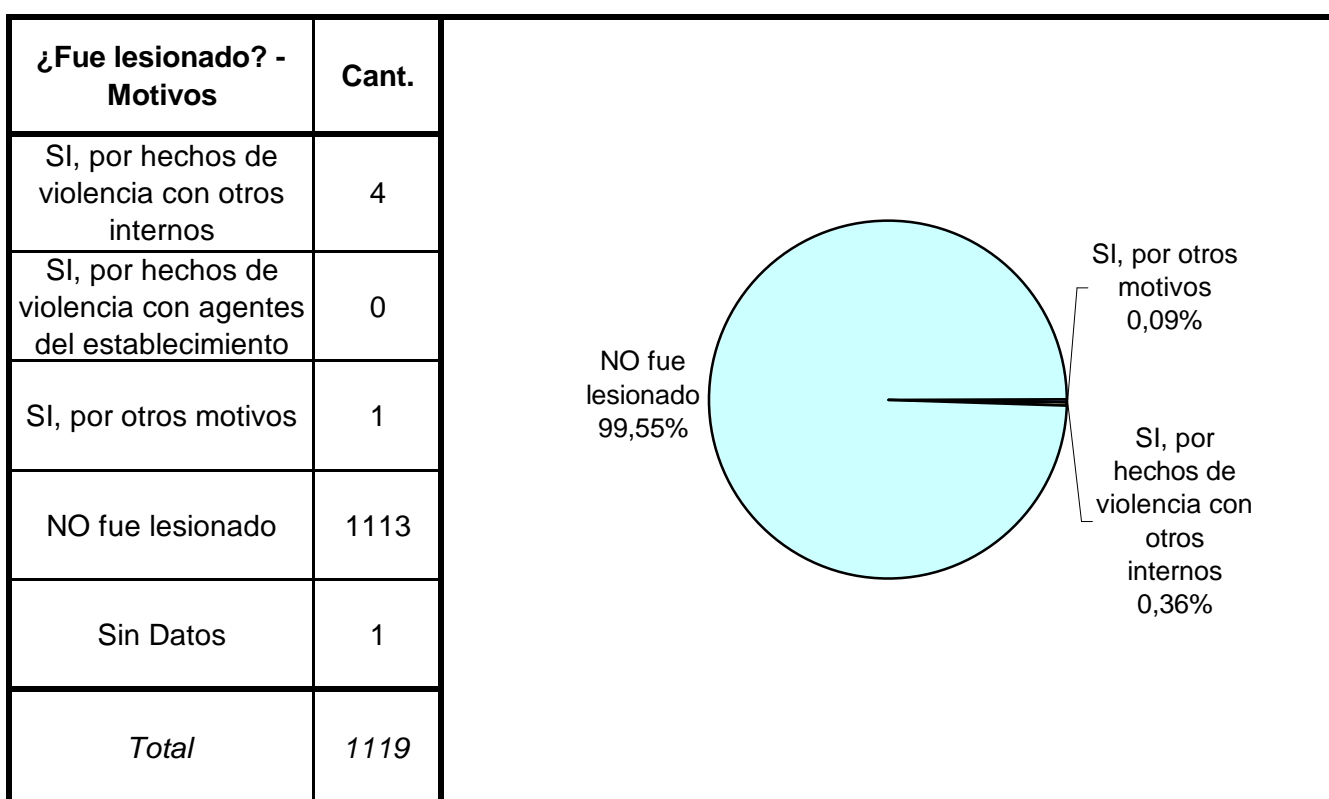 ¿Fue lesionado? -
Motivos
Cant.
SI, por hechos de
violencia con otros
internos
4
SI, por hechos de
violencia con agentes
del establecimiento
0
SI, por otros motivos
1
NO fue lesionado
1113
Sin Datos
1
Total
1119
NO fue
lesionado
99,55%
SI, por otros
motivos
0,09%
SI, por
hechos de
violencia con
otros
internos
0,36%